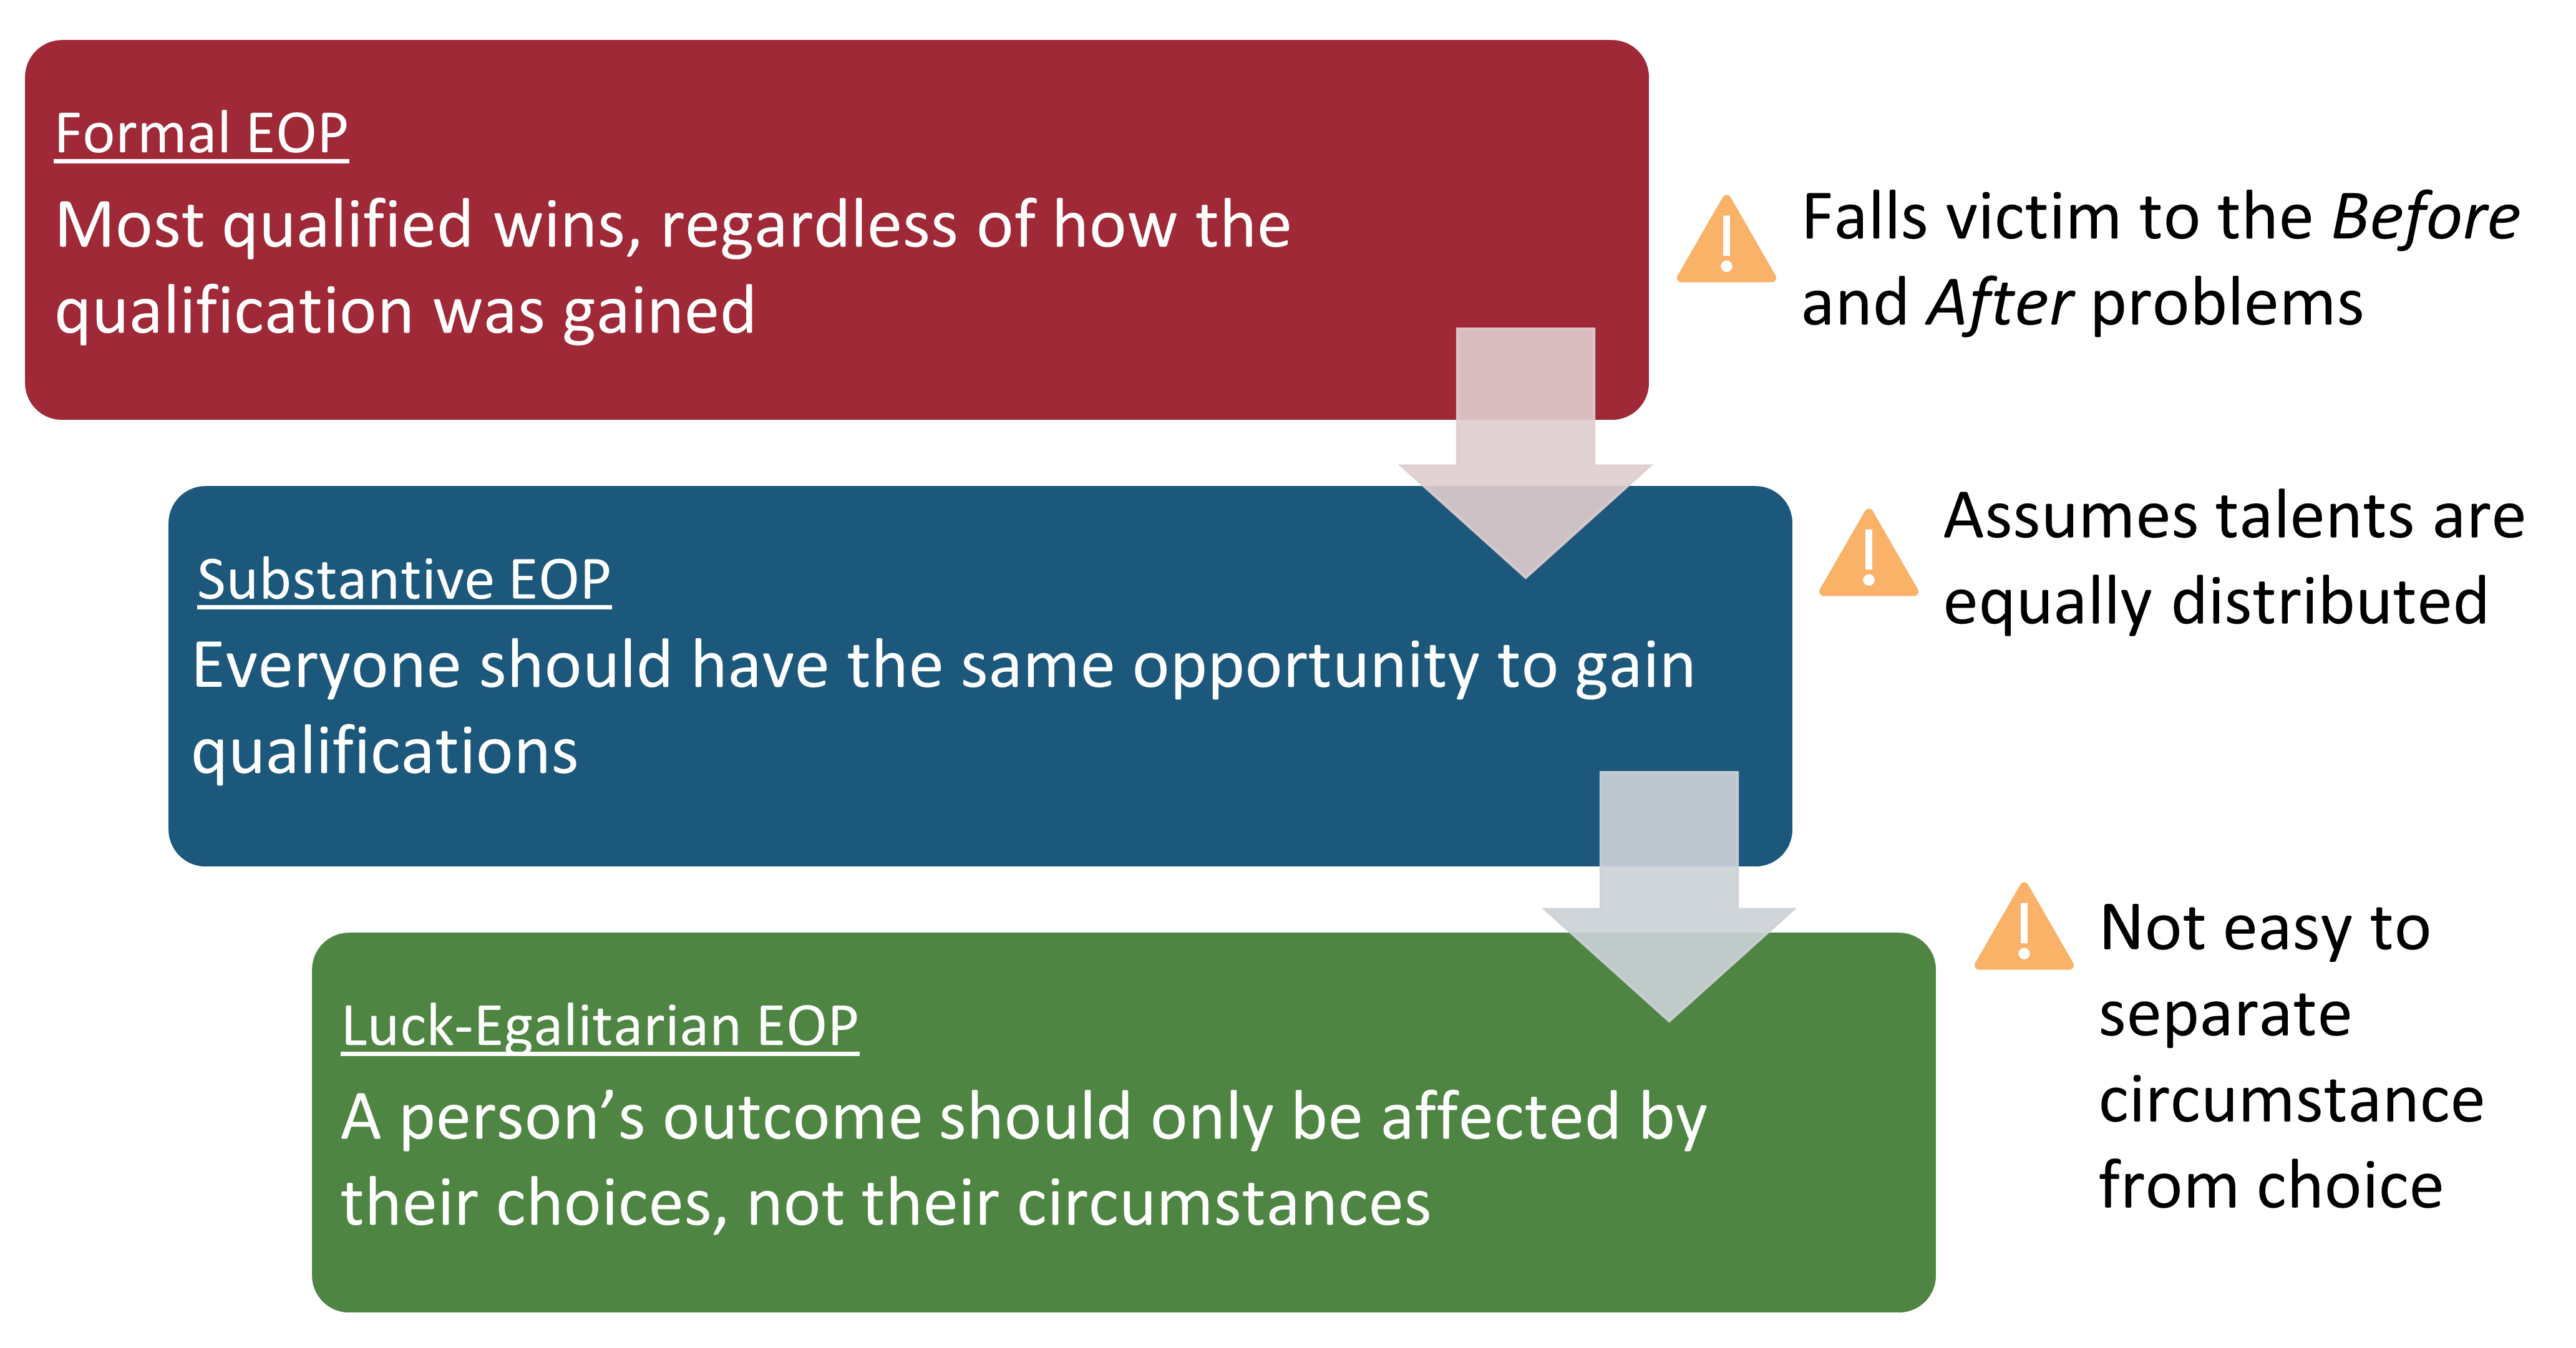 Formal EOP
Most qualified wins, regardless of how the
qualification was gained
Falls victim to the Before
and After problems
Substantive EOP
Everyone should have the same opportunity to gain
qualifications
Assumes talents are
equally distributed
Luck-Egalitarian EOP
A person’s outcome should only be affected by
their choices, not their circumstances
Not easy to
separate
circumstance
from choice